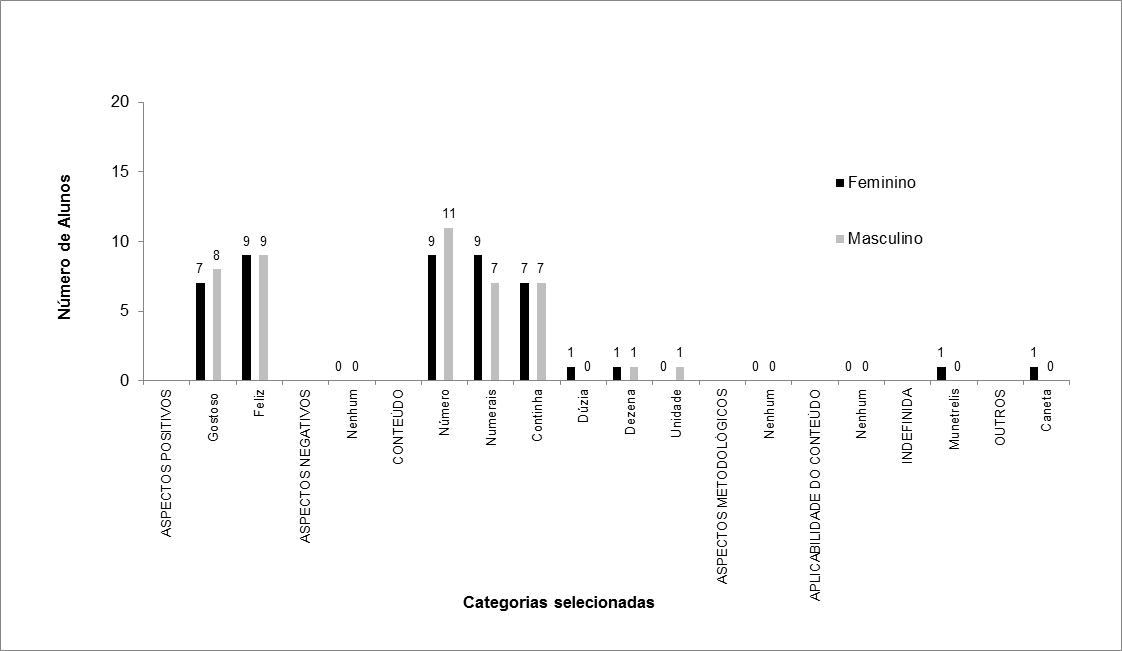 20
15
10
5
0
Número de Alunos
Feminino
Masculino
7 8
9 9
0 0
9 11
9 7
7 7
1 0
1 1
0 1
0 0
0 0
1 0
1 0
ASPECTOS POSITIVOS
Gostoso
Feliz
ASPECTOS NEGATIVOS
Nenhum
CONTEÚDO
Número
Numerais
Continha
Dúzia
Dezena
Unidade
ASPECTOS METODOLÓGICOS
Nenhum
APLICABILIDADE DO CONTEÚDO
Nenhum
INDEFINIDA
Munetrelis
OUTROS
Caneta
Categorias selecionadas